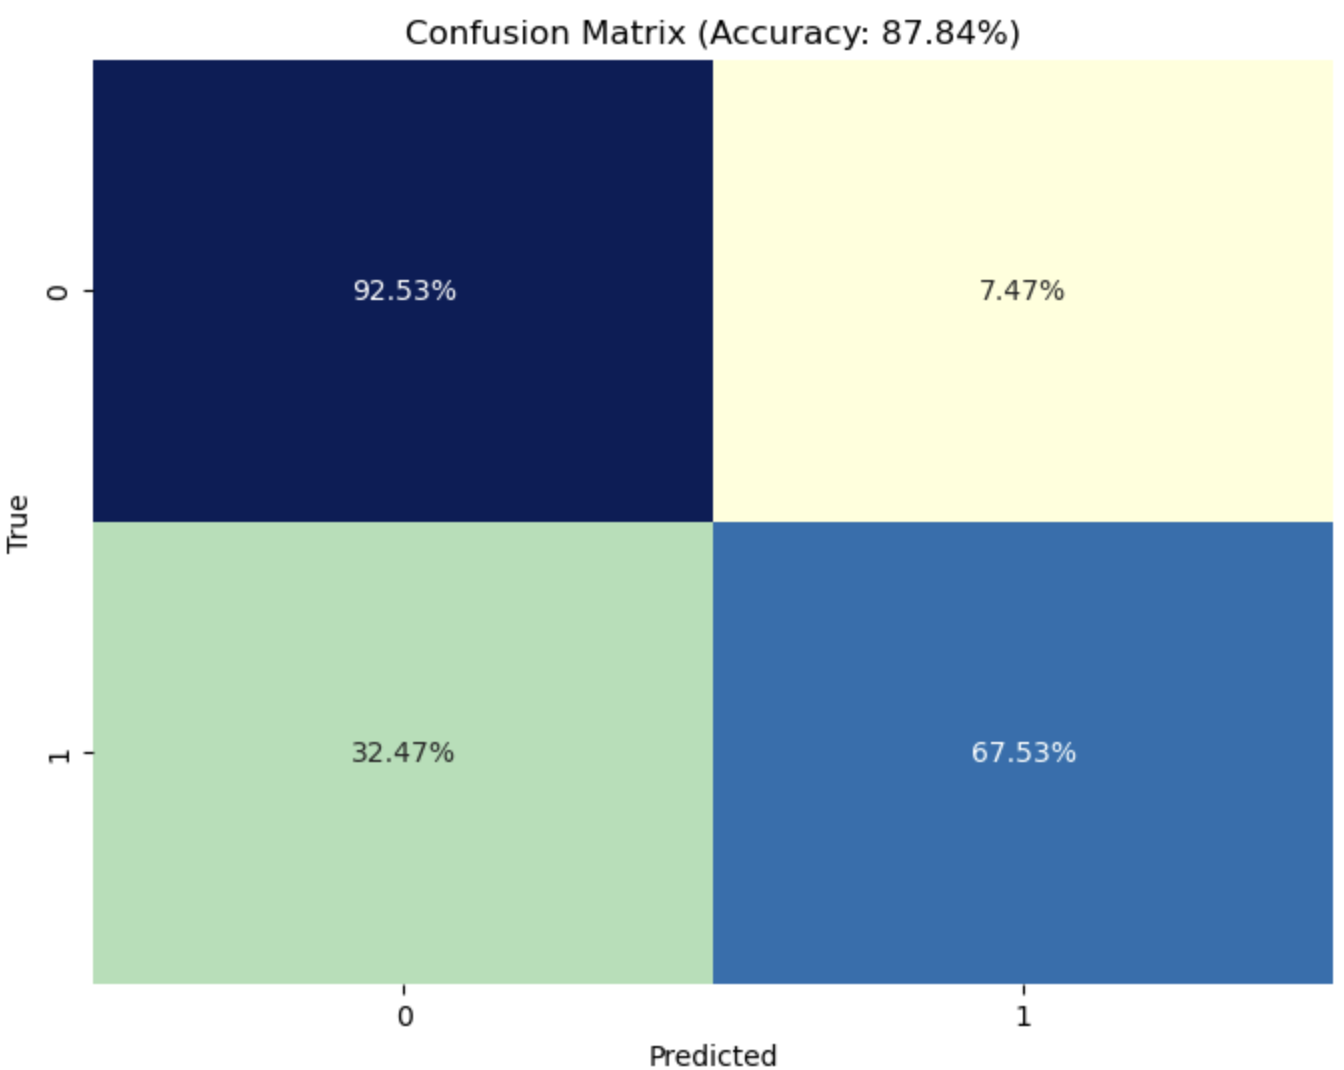 Confusion Matrix (Accuracy: 87.84%)
0
92.53%
7.47%
True
1
32.47%
67.53%
0
1
Predicted